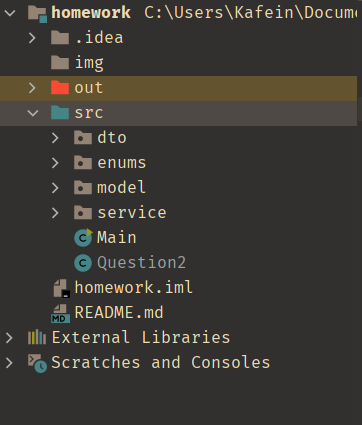 homework C:\Users\Kafein\Docume
.idea
img
out
src
dto
enums
model
service
Main
Question2
homework.iml
README.md
External Libraries
Scratches and Consoles